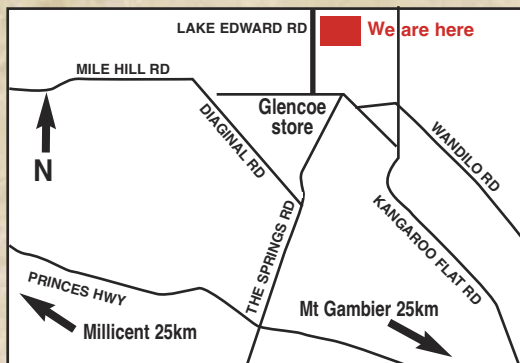 LAKE EDWARD RD
We are here
MILE HILL RD
Glencoe
store
DIAGINAL RD
N
WANDILO RD
KANGAROO FLAT RD
THE SPRINGS RD
PRINCES HWY
Mt Gambier 25km
Millicent 25km